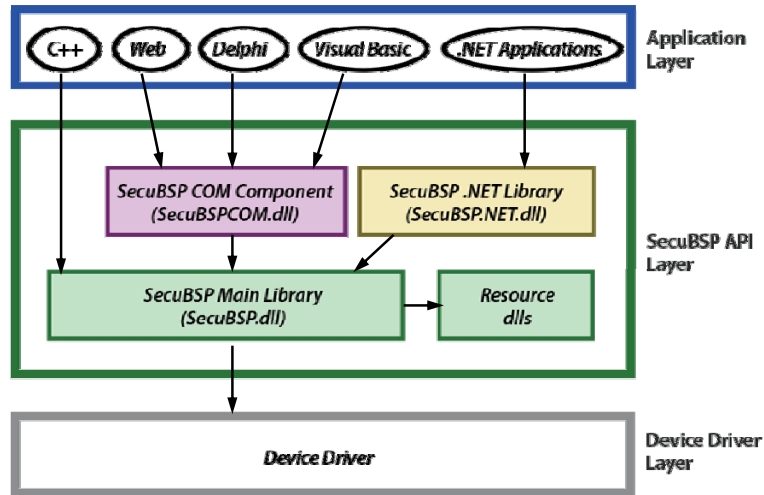 C++
Web
Delphi
Visual Basic
.NET Applications
Application
Layer
SecuBSP COM Component
(SecuBSPCOM.dll)
SecuBSP .NET Library
(SecuBSP.NET.dll)
SecuBSP API
Layer
SecuBSP Main Library
(SecuBSP.dll)
Resource
dlls
Device Driver
Device Driver
Layer